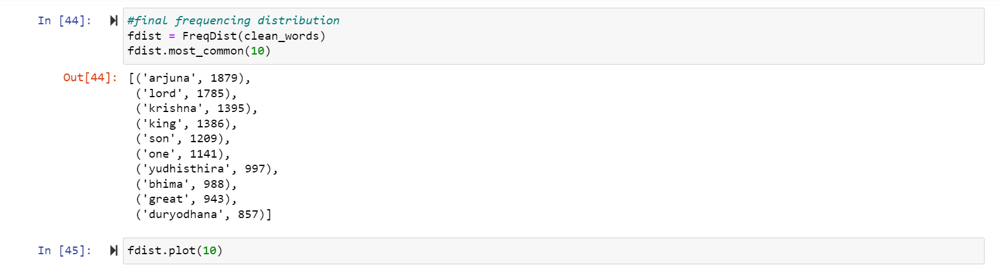 In [44]: #final frequencing distribution
fdist = FreqDist(clean_words)
fdist.most_common(10)
Out[44]: [('arjuna', 1879),
('lord', 1785),
('krishna', 1395),
('king', 1386),
('son', 1209),
('one', 1141),
('yudhisthira', 997),
('bhima', 988),
('great', 943),
('duryodhana', 857)]
In [45]: fdist.plot(10)